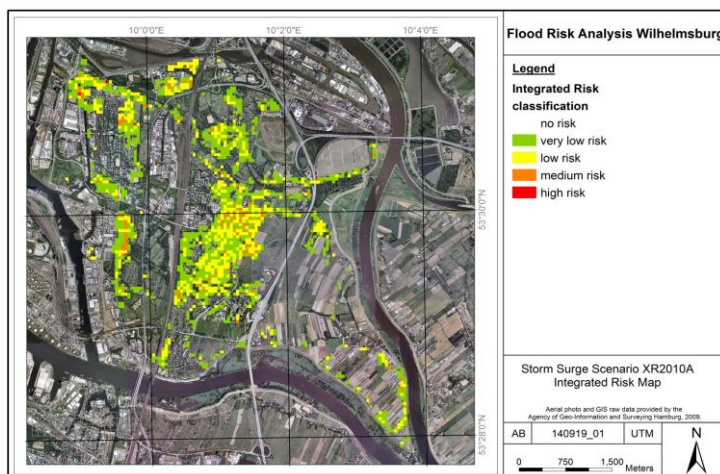 10°0'0"E
10°2'0"E
10°4'0"E
53°30'0"N
53°28'0"N
Flood Risk Analysis Wilhelmsburg
Legend
Integrated Risk
classification
no risk
very low risk
low risk
medium risk
high risk
Storm Surge Scenario XR2010A
Integrated Risk Map
Aerial photo and GIS raw data provided by the
Agency of Geo-Information and Surveying Hamburg, 2009.
AB 140919_01 UTM
0 750 1,500 Meters
N